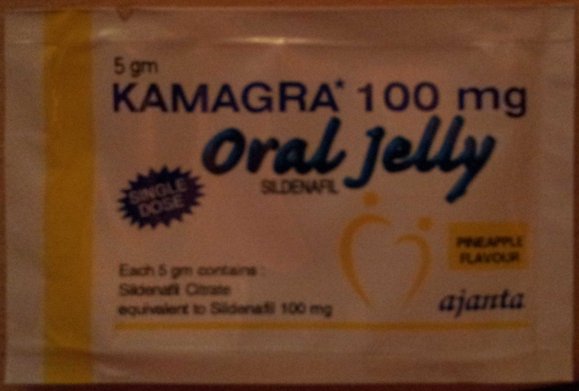 5 gm
KAMAGRA* 100 mg
Oral Jelly
SILDENAFIL
SINGLE
DOSE
PINEAPPLE
FLAVOUR
Each 5 gm contains :
Sildenafil Citrate
equivalent to Sildenafil 100 mg
ajanta